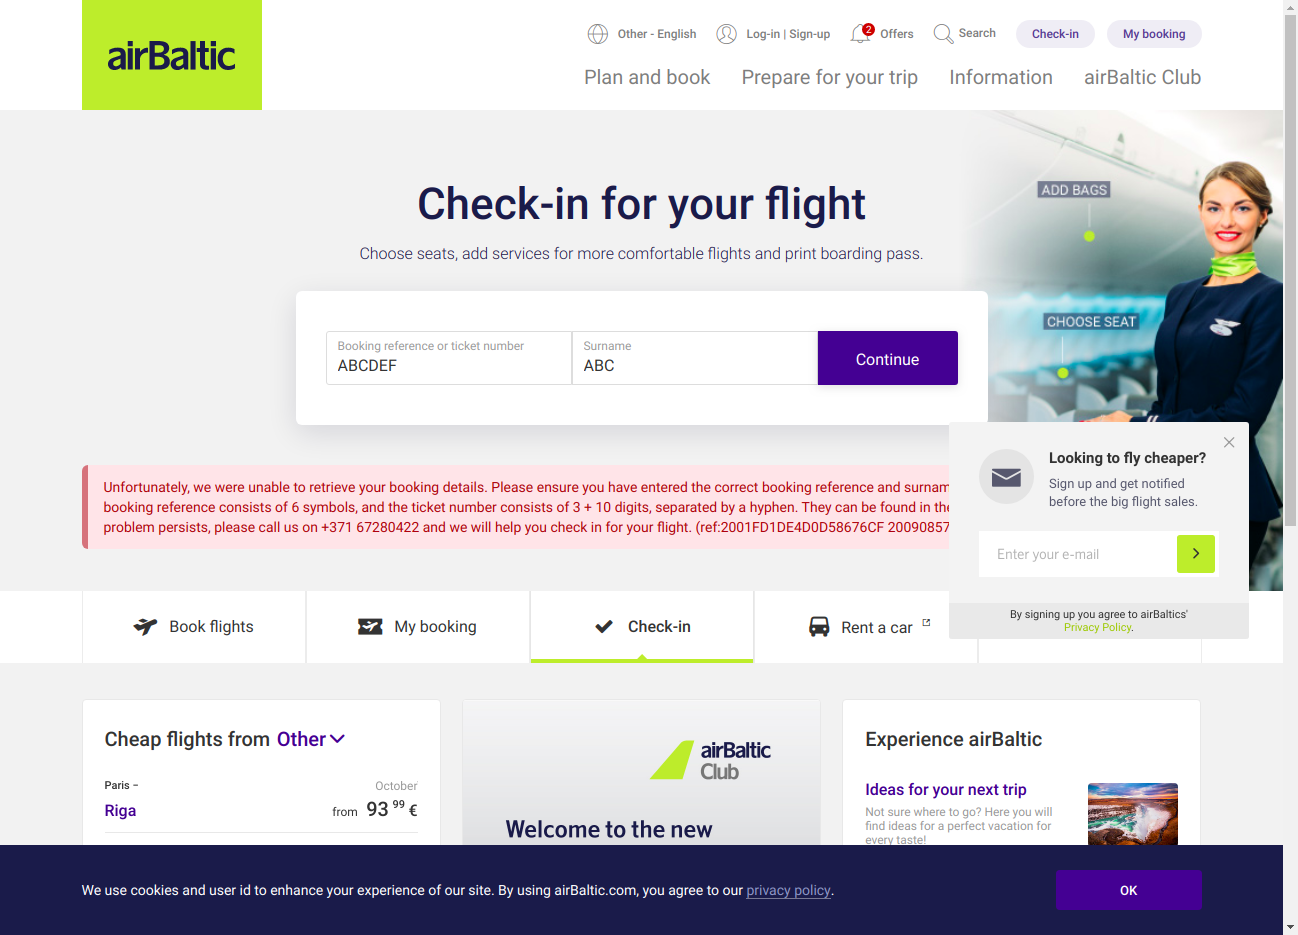 airBaltic
Other - English
Log-in | Sign-up
2
Offers
Search
Check-in
My booking
Plan and book
Prepare for your trip
Information
airBaltic Club
ADD BAGS
CHOOSE SEAT
Check-in for your flight
Choose seats, add services for more comfortable flights and print boarding pass.
Booking reference or ticket number
ABCDEF
Surname
ABC
Continue
Unfortunately, we were unable to retrieve your booking details. Please ensure you have entered the correct booking reference and surnam
booking reference consists of 6 symbols, and the ticket number consists of 3 + 10 digits, separated by a hyphen. They can be found in the
problem persists, please call us on +371 67280422 and we will help you check in for your flight. (ref:2001FD1DE4D0D58676CF 20090857
Looking to fly cheaper?
Sign up and get notified
before the big flight sales.
Enter your e-mail
By signing up you agree to airBaltics'
Privacy Policy.
Book flights
My booking
Check-in
Rent a car
Cheap flights from Other
Paris –
October
Riga
from 93 99 €
airBaltic
Club
Welcome to the new
Experience airBaltic
Ideas for your next trip
Not sure where to go? Here you will
find ideas for a perfect vacation for
every taste!
We use cookies and user id to enhance your experience of our site. By using airBaltic.com, you agree to our privacy policy.
OK